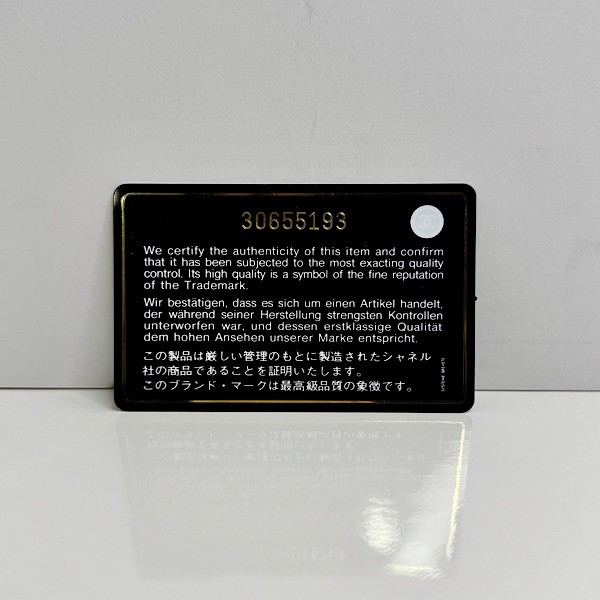 30655193
We certify the authenticity of this item and confirm
that it has been subjected to the most exacting quality
control. Its high quality is a symbol of the fine reputation
of the Trademark.
Wir bestätigen, dass es sich um einen Artikel handelt,
der während seiner Herstellung strengsten Kontrollen
unterworfen war, und dessen erstklassige Qualität
dem hohen Ansehen unserer Marke entspricht.
この製品は厳しい管理のもとに製造されたシャネル
社の商品であることを証明いたします。
このブランド・マークは最高級品質の象徴です。